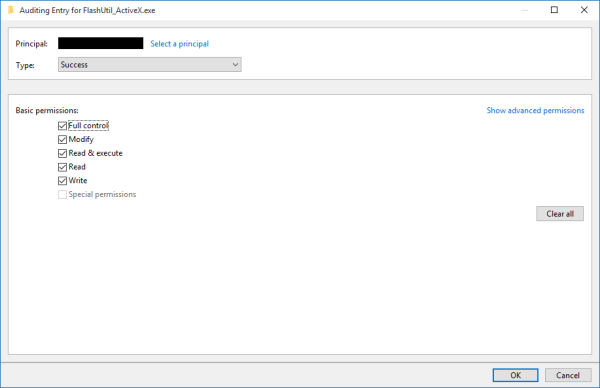 Auditing Entry for FlashUtil_ActiveX.exe
Principal: Select a principal
Type: Success
Basic permissions: Show advanced permissions
Full control
Modify
Read & execute
Read
Write
Special permissions
Clear all
OK Cancel